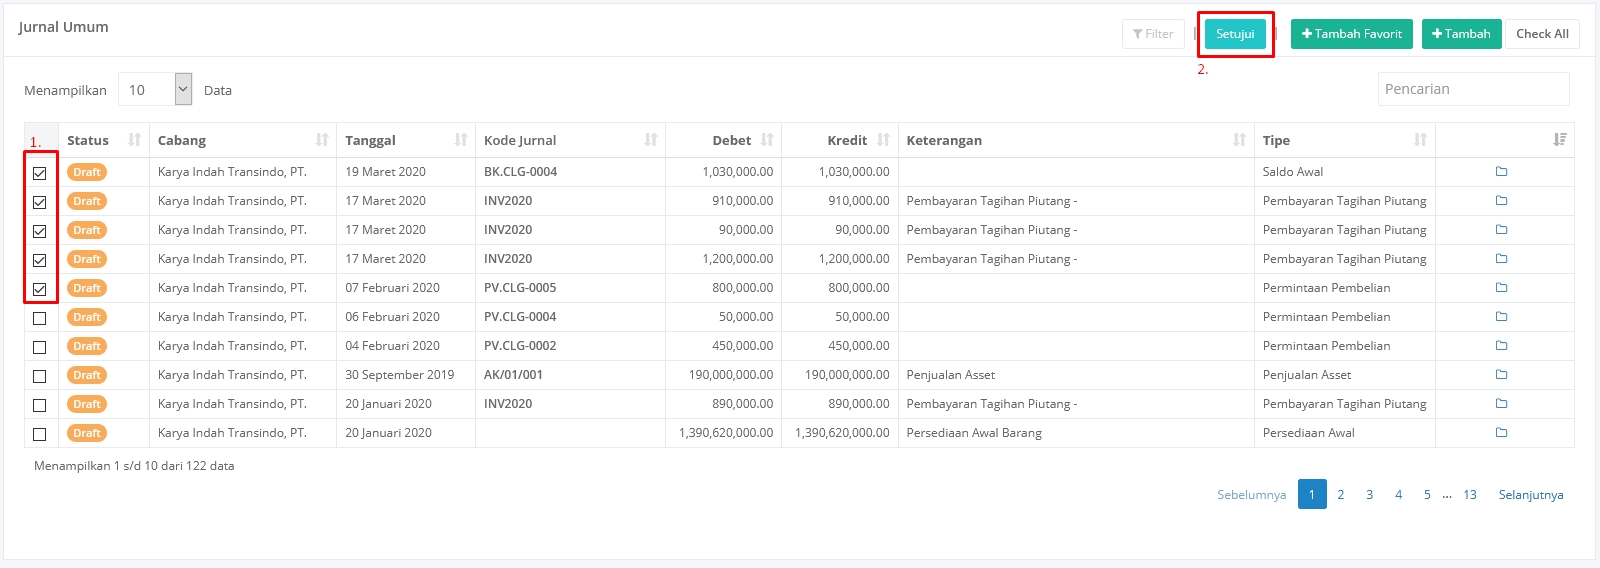 Jurnal Umum
Filter | Setujui | Tambah Favorit Tambah Check All
2.
Menampilkan 10 Data Pencarian
1.
Status Cabang Tanggal Kode Jurnal Debet Kredit Keterangan Tipe
Draft Karya Indah Transindo, PT. 19 Maret 2020 BK.CLG-0004 1,030,000.00 1,030,000.00 Saldo Awal
Draft Karya Indah Transindo, PT. 17 Maret 2020 INV2020 910,000.00 910,000.00 Pembayaran Tagihan Piutang - Pembayaran Tagihan Piutang
Draft Karya Indah Transindo, PT. 17 Maret 2020 INV2020 90,000.00 90,000.00 Pembayaran Tagihan Piutang - Pembayaran Tagihan Piutang
Draft Karya Indah Transindo, PT. 17 Maret 2020 INV2020 1,200,000.00 1,200,000.00 Pembayaran Tagihan Piutang - Pembayaran Tagihan Piutang
Draft Karya Indah Transindo, PT. 07 Februari 2020 PV.CLG-0005 800,000.00 800,000.00 Permintaan Pembelian
Draft Karya Indah Transindo, PT. 06 Februari 2020 PV.CLG-0004 50,000.00 50,000.00 Permintaan Pembelian
Draft Karya Indah Transindo, PT. 04 Februari 2020 PV.CLG-0002 450,000.00 450,000.00 Permintaan Pembelian
Draft Karya Indah Transindo, PT. 30 September 2019 AK/01/001 190,000,000.00 190,000,000.00 Penjualan Asset Penjualan Asset
Draft Karya Indah Transindo, PT. 20 Januari 2020 INV2020 890,000.00 890,000.00 Pembayaran Tagihan Piutang - Pembayaran Tagihan Piutang
Draft Karya Indah Transindo, PT. 20 Januari 2020 1,390,620,000.00 1,390,620,000.00 Persediaan Awal Barang Persediaan Awal
Menampilkan 1 s/d 10 dari 122 data
Sebelumnya 1 2 3 4 5 ... 13 Selanjutnya